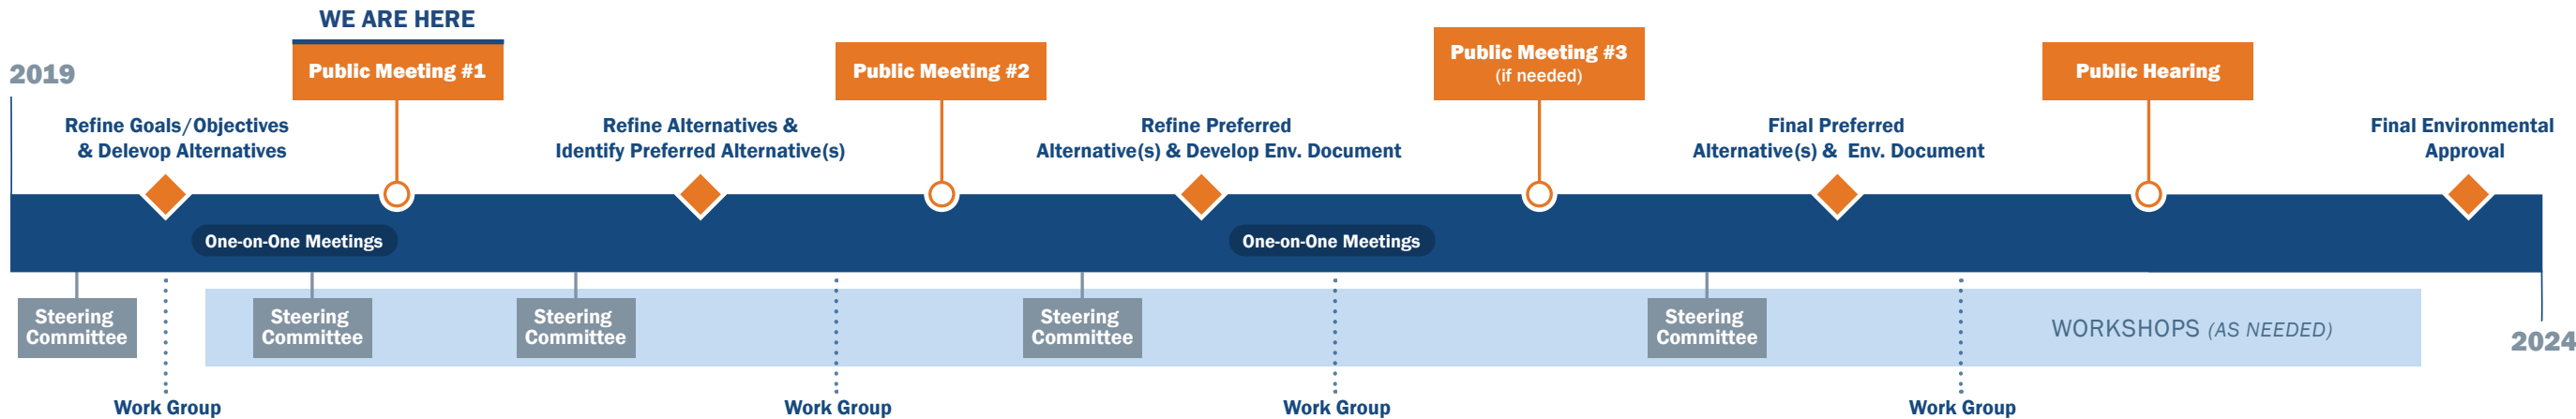 WE ARE HERE
2019
Public Meeting #1
Public Meeting #2
Public Meeting #3
(if needed)
Public Hearing
Refine Goals/Objectives
& Delevop Alternatives
Refine Alternatives &
Identify Preferred Alternative(s)
Refine Preferred
Alternative(s) & Develop Env. Document
Final Preferred
Alternative(s) & Env. Document
Final Environmental
Approval
One-on-One Meetings
One-on-One Meetings
Steering
Committee
Steering
Committee
Steering
Committee
Steering
Committee
Steering
Committee
WORKSHOPS (AS NEEDED)
2024
Work Group
Work Group
Work Group
Work Group